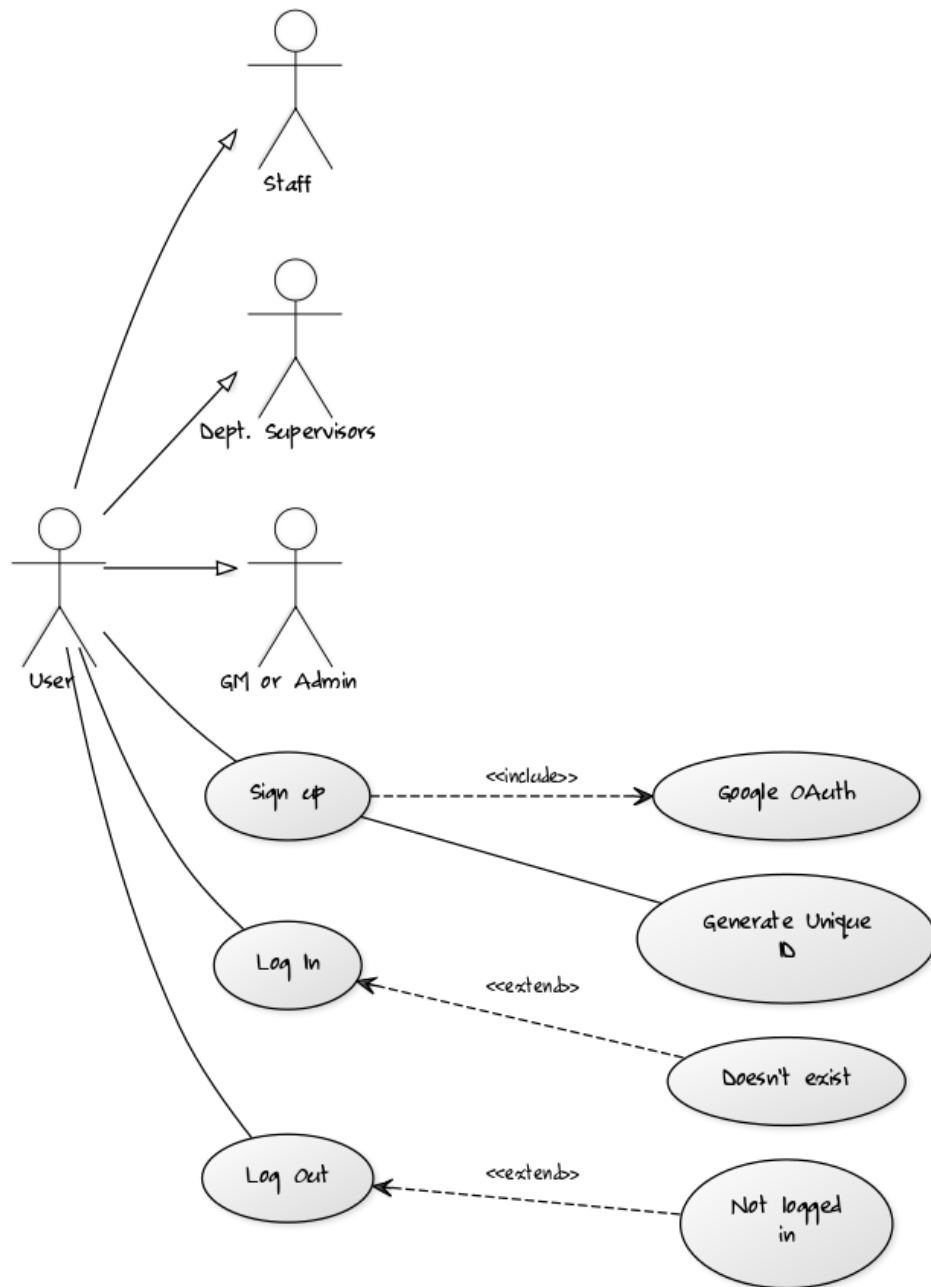 Staff
Dept. Supervisors
User
GM or Admin
Sign up
<<include>>
Google OAuth
Generate Unique
ID
Log In
<<extend>>
Doesn't exist
Log Out
<<extend>>
Not logged
in